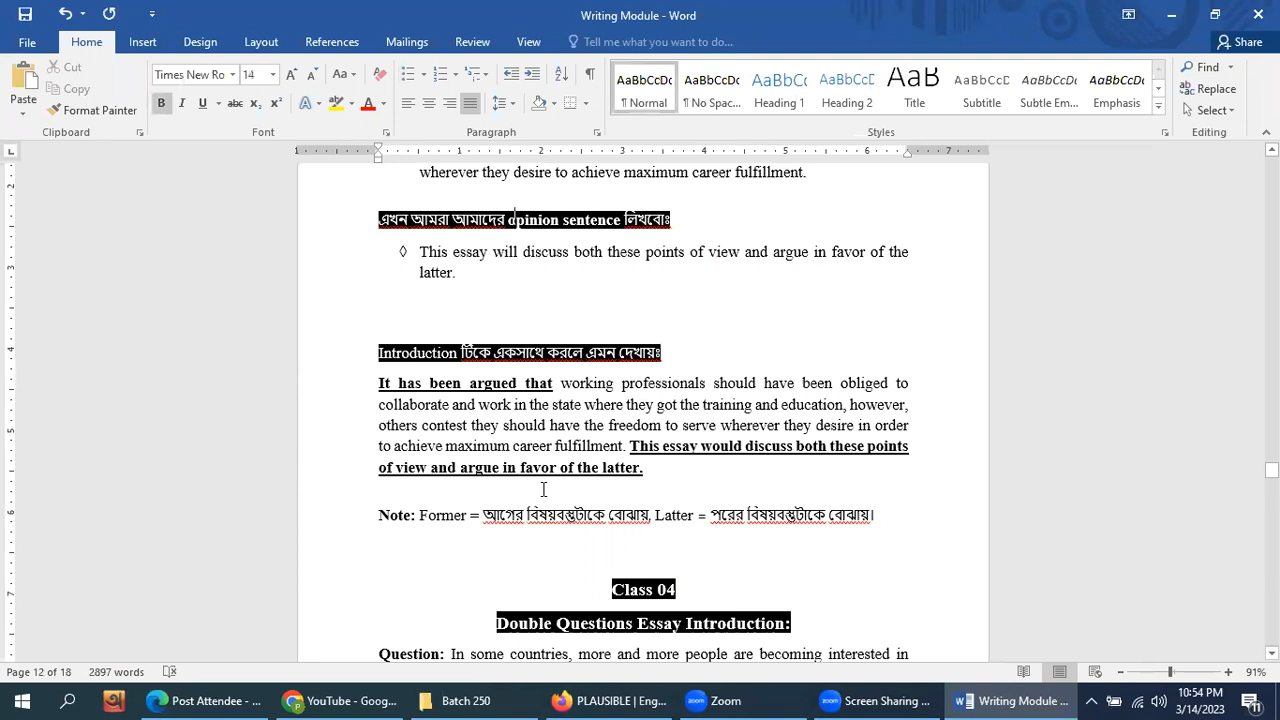 Writing Module - Word
File Home Insert Design Layout References Mailings Review View Tell me what you want to do... Share
Paste Cut Copy Format Painter Clipboard
Times New Ro 14 Aa B I U abc x₂ x² A A Font
Paragraph
AaBbCcDc AaBbCcDc AaBbCc AaBbCcD AaB AaBbCcD AaBbCcDc AaBbCcDc
¶ Normal ¶ No Spac... Heading 1 Heading 2 Title Subtitle Subtle Em... Emphasis
Styles
Find Replace Select Editing
wherever they desire to achieve maximum career fulfillment.
এখন আমরা আমাদের opinion sentence লিখবোঃ
◊ This essay will discuss both these points of view and argue in favor of the
latter.
Introduction টিকে একসাথে করলে এমন দেখায়ঃ
It has been argued that working professionals should have been obliged to
collaborate and work in the state where they got the training and education, however,
others contest they should have the freedom to serve wherever they desire in order
to achieve maximum career fulfillment. This essay would discuss both these points
of view and argue in favor of the latter.
Note: Former = আগের বিষয়বস্তুটাকে বোঝায়, Latter = পরের বিষয়বস্তুটাকে বোঝায়।
Class 04
Double Questions Essay Introduction:
Question: In some countries, more and more people are becoming interested in
Page 12 of 18 2897 words 91%
Post Attendee - ... YouTube - Goog... Batch 250 PLAUSIBLE | Eng... Zoom Screen Sharing ... Writing Module ...
10:54 PM
3/14/2023